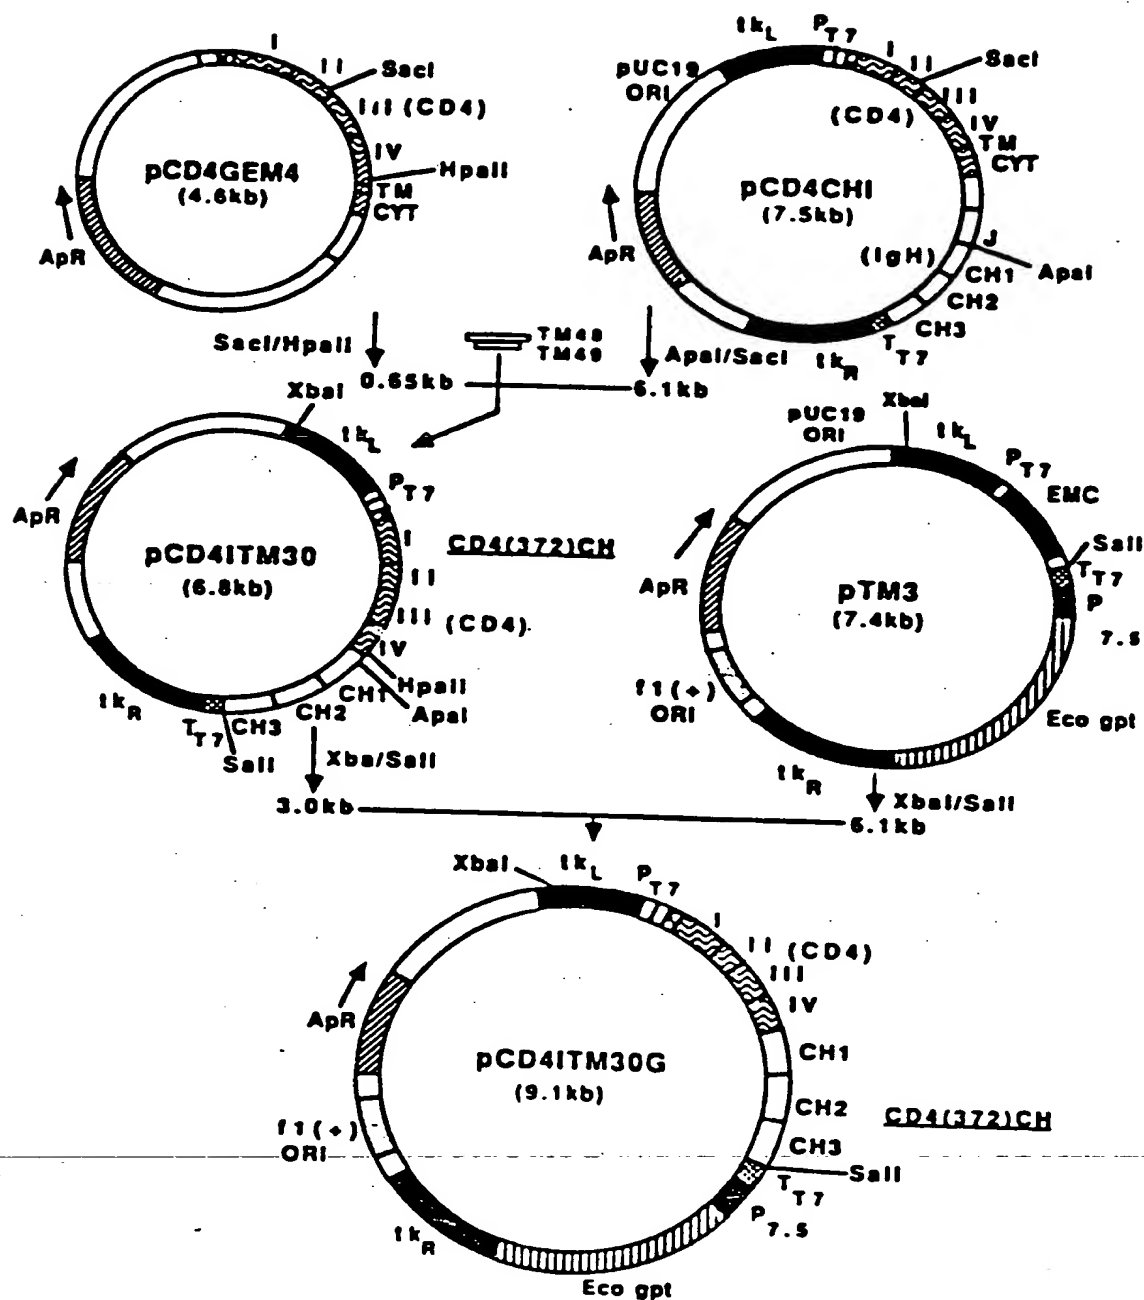 I
II
SacI
III (CD4)
IV
HpaII
TM
CYT
pCD4GEM4
(4.6kb)
ApR
tkL
PT7
I
II
SacI
III
(CD4)
IV
TM
CYT
pUC19
ORI
pCD4CHI
(7.5kb)
ApR
J
(IgH)
ApaI
CH1
CH2
CH3
TT7
tkR
SacI/HpaII
TM48
TM49
ApaI/SacI
0.65kb
6.1kb
XbaI
tkL
PT7
ApR
I
pCD4ITM30
(6.8kb)
CD4(372)CH
II
III (CD4)
IV
HpaII
ApaI
CH1
CH2
CH3
TT7
SalI
tkR
Xba/SalI
3.0kb
pUC19
ORI
XbaI
tkL
PT7
EMC
SalI
TT7
P7.5
ApR
pTM3
(7.4kb)
f1(+)
ORI
Eco gpt
tkR
XbaI/SalI
6.1kb
XbaI
tkL
PT7
I
II (CD4)
III
IV
ApR
pCD4ITM30G
(9.1kb)
CH1
CH2
CD4(372)CH
CH3
SalI
TT7
P7.5
f1(+)
ORI
tkR
Eco gpt